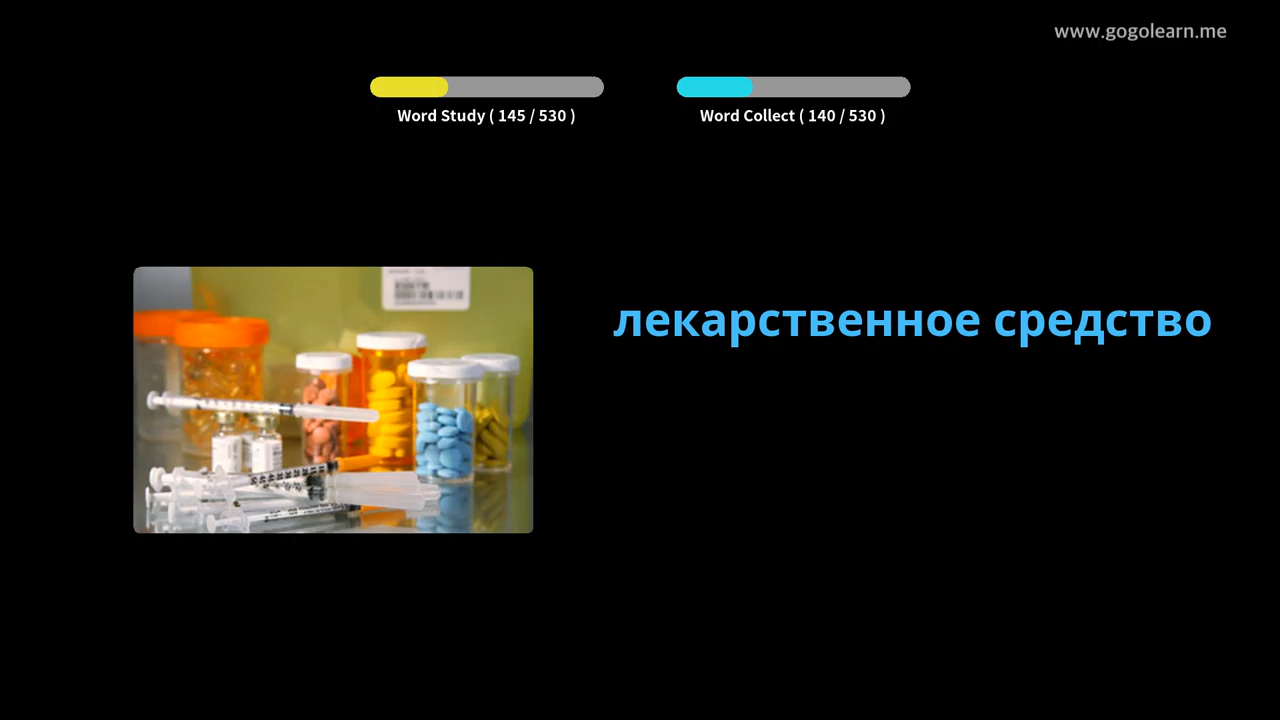 www.gogolearn.me
Word Study ( 145 / 530 )
Word Collect ( 140 / 530 )
лекарственное средство